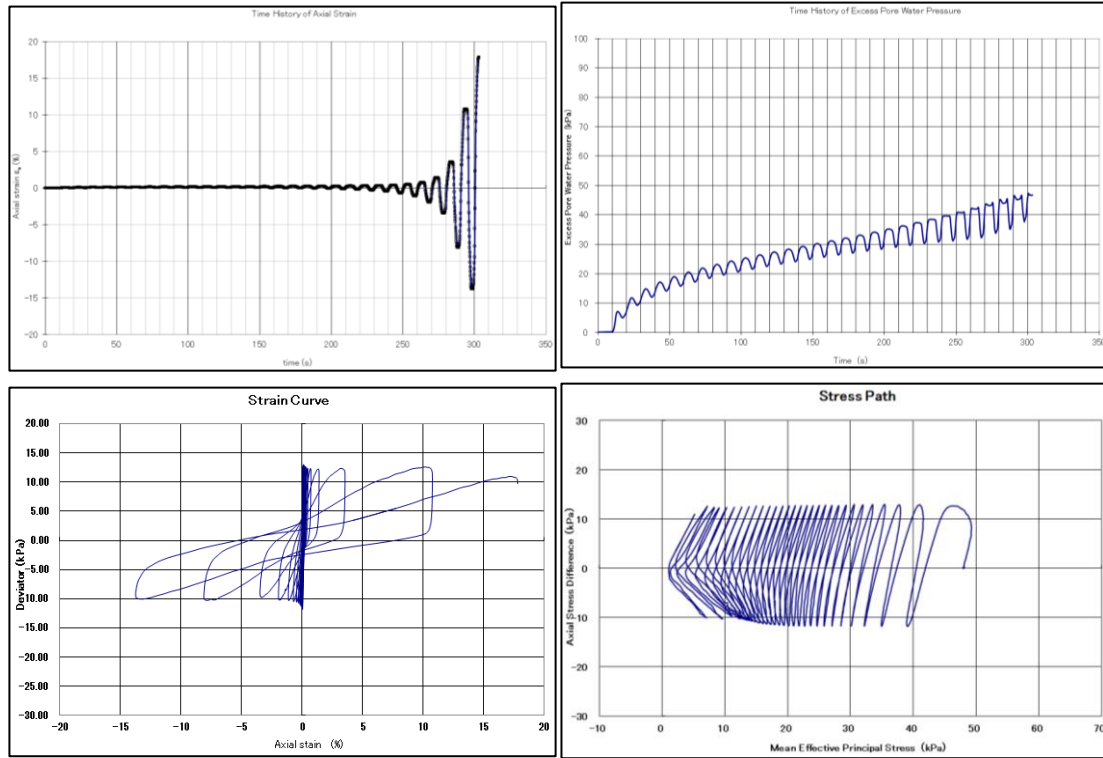 Time History of Axial Strain
20
15
10
5
0
-5
-10
-15
-20
Axial strain εa (%)
0 50 100 150 200 250 300 350
time (s)
Time History of Excess Pore Water Pressure
100
90
80
70
60
50
40
30
20
10
0
Excess Pore Water Pressure (kPa)
0 50 100 150 200 250 300 350
Time (s)
Strain Curve
20.00
15.00
10.00
5.00
0.00
-5.00
-10.00
-15.00
-20.00
-25.00
-30.00
Deviator (kPa)
-20 -15 -10 -5 0 5 10 15 20
Axial stain (%)
Stress Path
30
20
10
0
-10
-20
-30
Axial Stress Difference (kPa)
-10 0 10 20 30 40 50 60 70
Mean Effective Principal Stress (kPa)